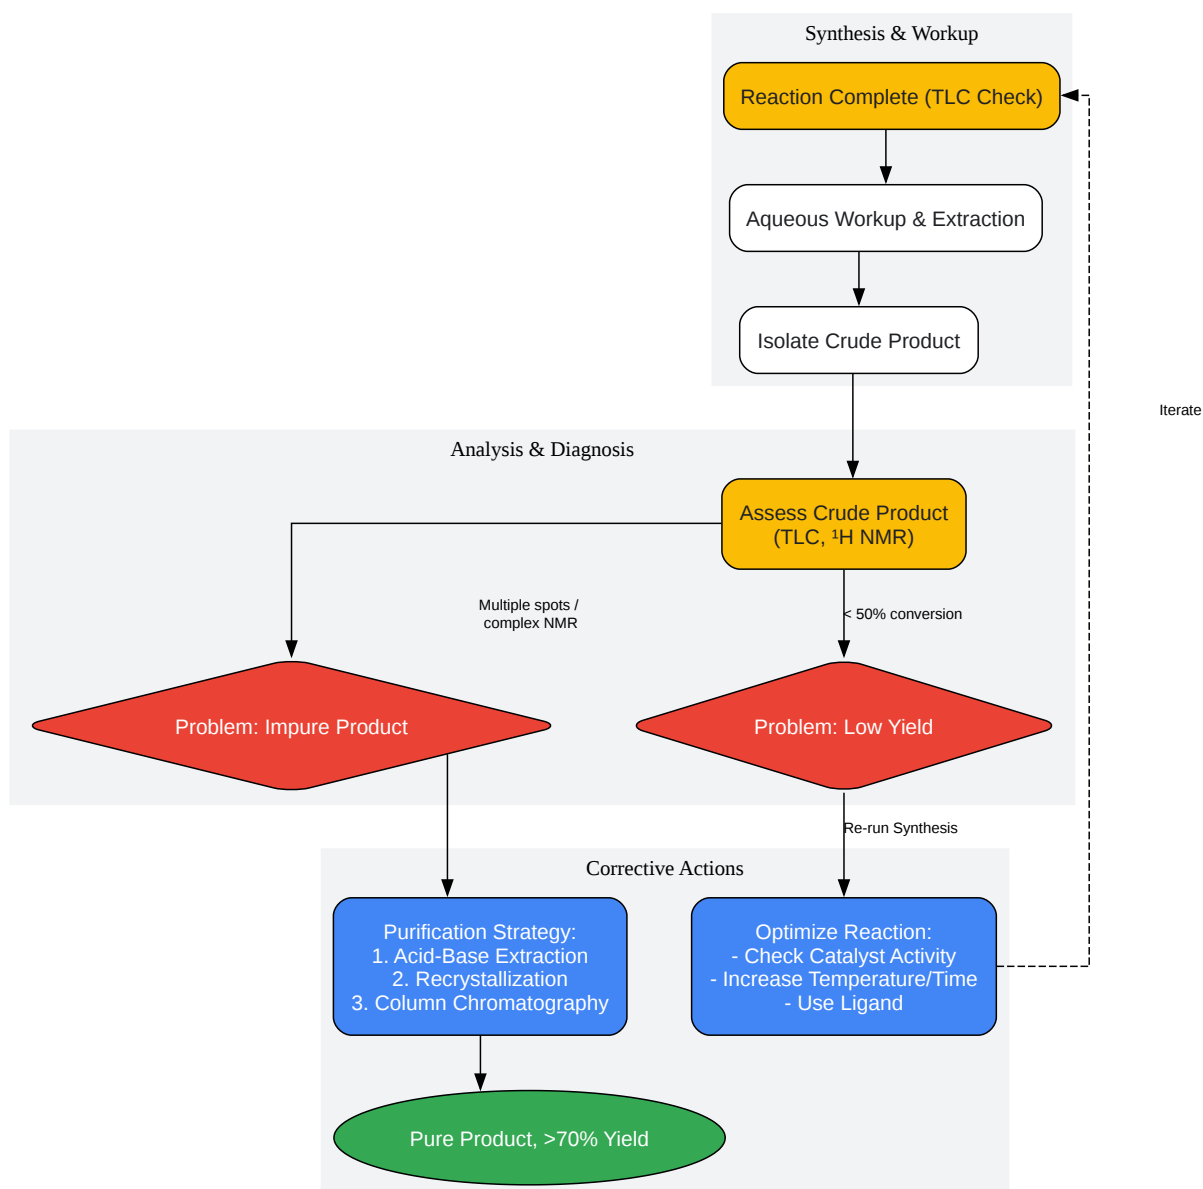 Synthesis & Workup
Reaction Complete (TLC Check)
Aqueous Workup & Extraction
Isolate Crude Product
Iterate
Analysis & Diagnosis
Assess Crude Product
(TLC, ¹H NMR)
Multiple spots /
complex NMR
< 50% conversion
Problem: Impure Product
Problem: Low Yield
Re-run Synthesis
Corrective Actions
Purification Strategy:
1. Acid-Base Extraction
2. Recrystallization
3. Column Chromatography
Optimize Reaction:
- Check Catalyst Activity
- Increase Temperature/Time
- Use Ligand
Pure Product, >70% Yield